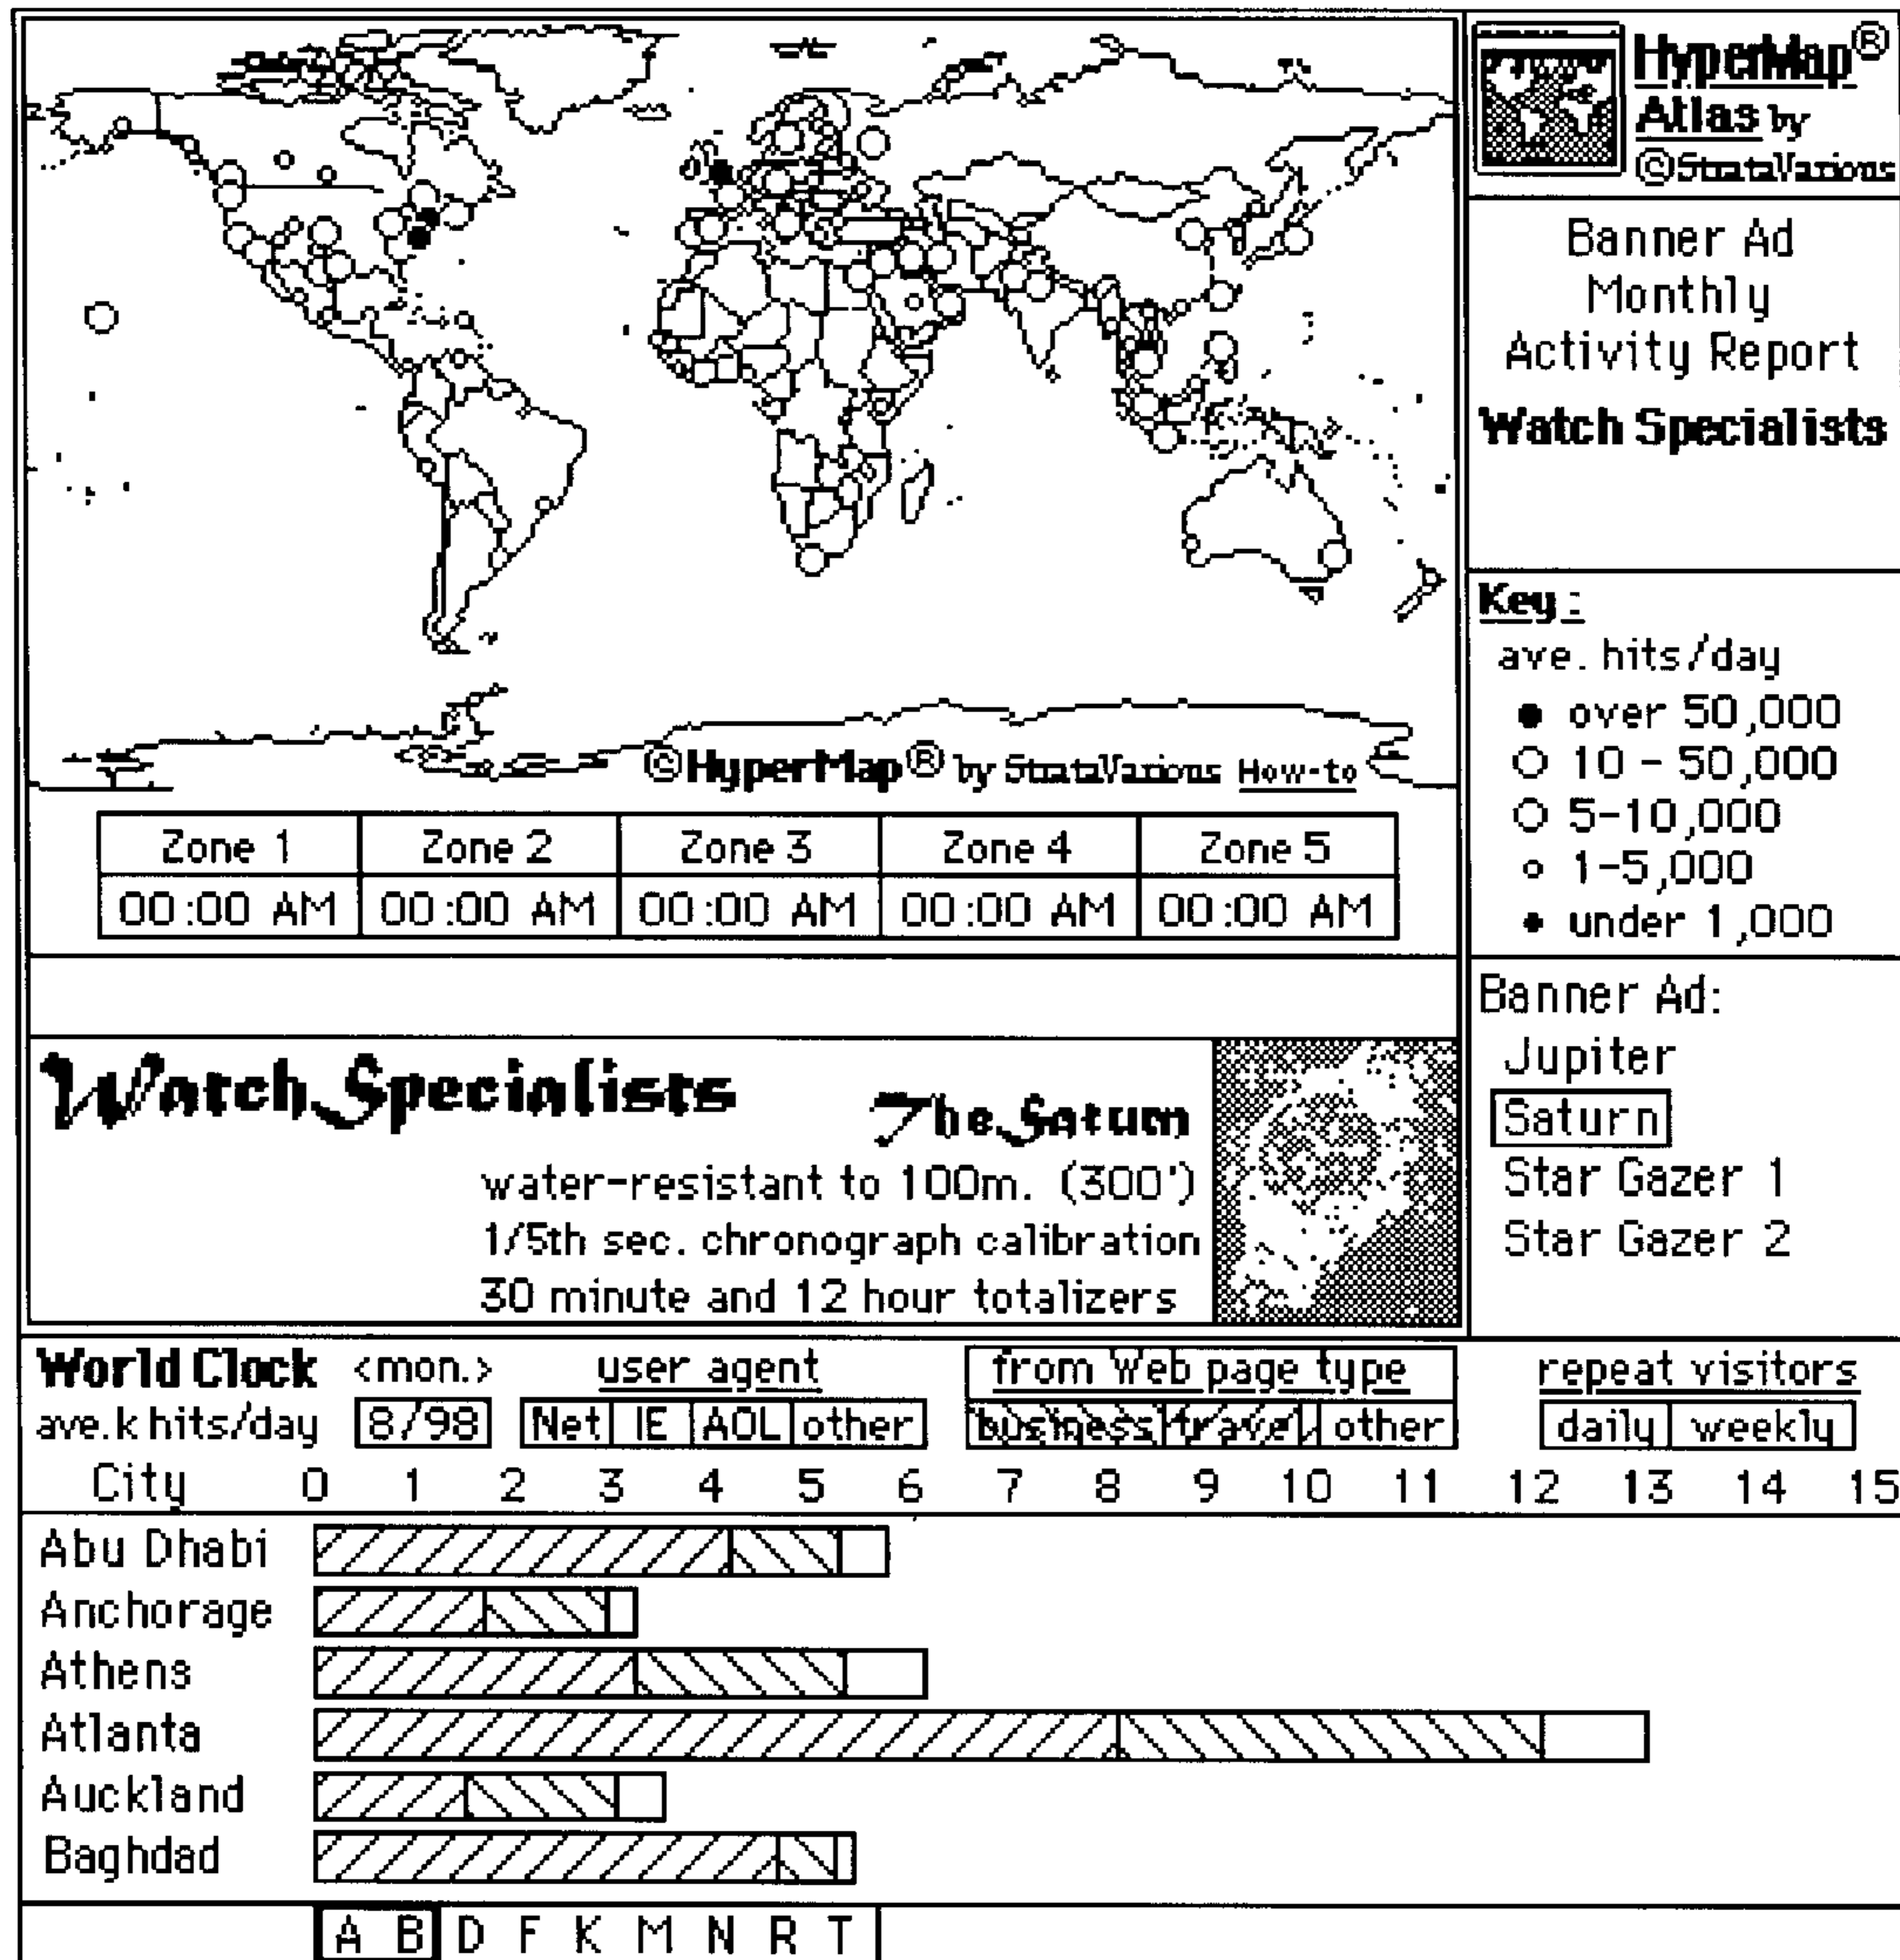 HyperMap®
Atlas by
©StrataVarious
Banner Ad
Monthly
Activity Report
Watch Specialists
Key:
ave. hits/day
over 50,000
10 - 50,000
5-10,000
1-5,000
under 1,000
©HyperMap® by StrataVarious How-to
Zone 1 Zone 2 Zone 3 Zone 4 Zone 5
00:00 AM 00:00 AM 00:00 AM 00:00 AM 00:00 AM
Banner Ad:
Jupiter
Saturn
Star Gazer 1
Star Gazer 2
Watch Specialists
The Saturn
water-resistant to 100m. (300')
1/5th sec. chronograph calibration
30 minute and 12 hour totalizers
World Clock <mon.> user agent from Web page type repeat visitors
ave.k hits/day 8/98 Net IE AOL other business travel other daily weekly
City 0 1 2 3 4 5 6 7 8 9 10 11 12 13 14 15
Abu Dhabi
Anchorage
Athens
Atlanta
Auckland
Baghdad
A B D F K M N R T